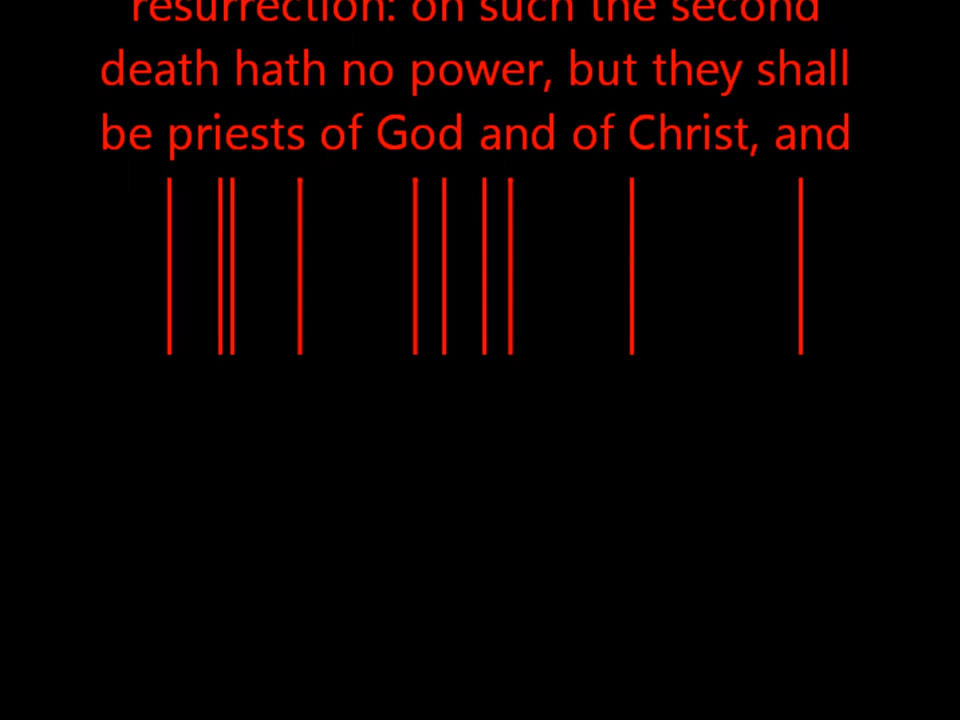 resurrection: on such the second
death hath no power, but they shall
be priests of God and of Christ, and